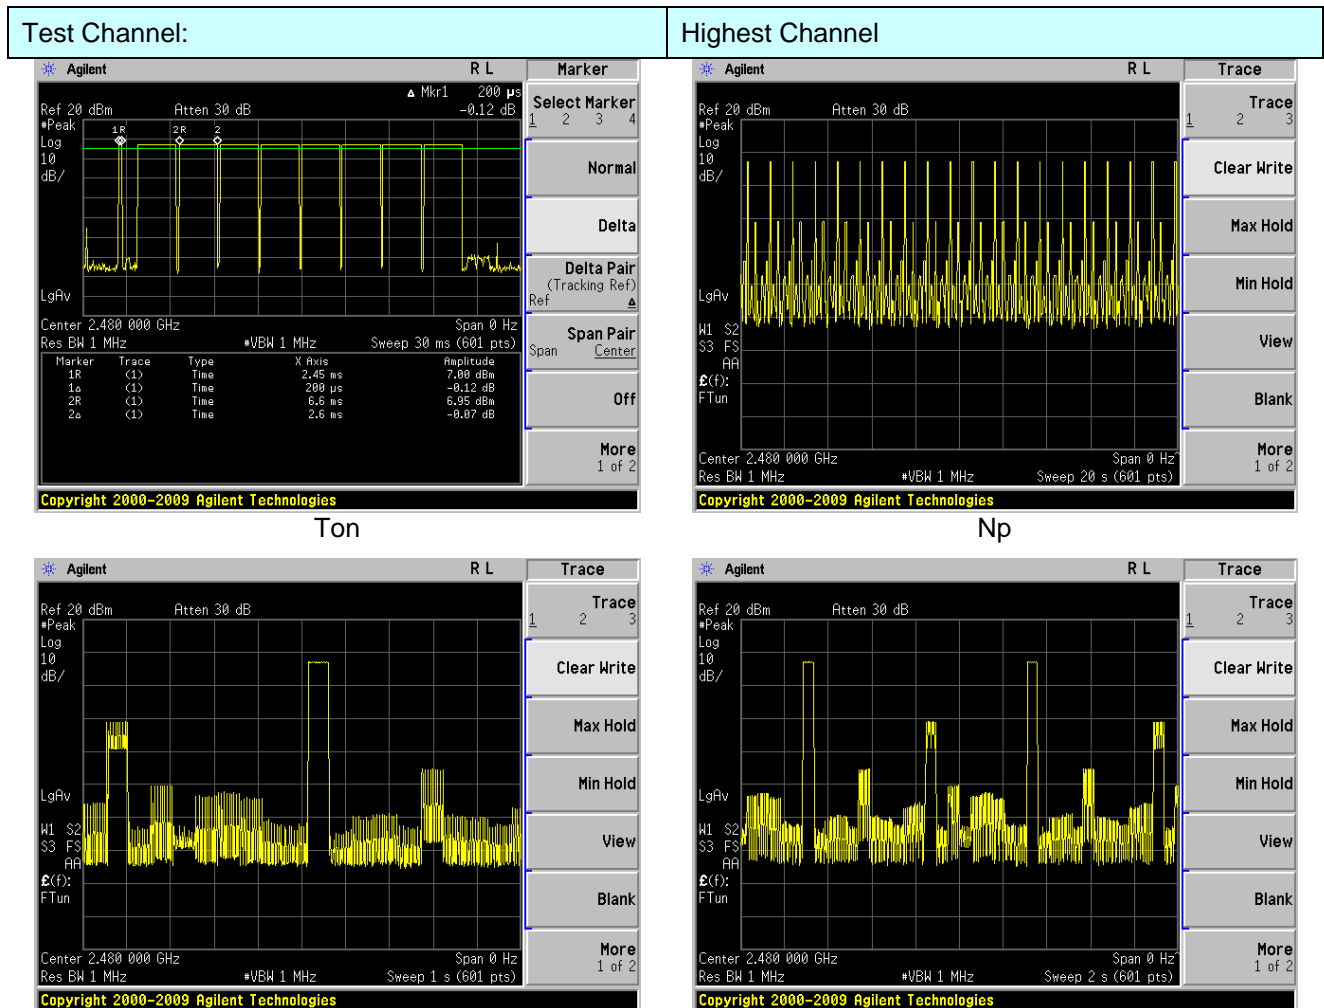 Test Channel: Highest Channel
Agilent R L Marker
Δ Mkr1 200 µs
Ref 20 dBm Atten 30 dB -0.12 dB
#Peak
Log
10
dB/
1R 2R 2
LgAv
Center 2.480 000 GHz Span 0 Hz
Res BW 1 MHz #VBW 1 MHz Sweep 30 ms (601 pts)
Marker Trace Type X Axis Amplitude
1R (1) Time 2.45 ms 7.00 dBm
1Δ (1) Time 200 µs -0.12 dB
2R (1) Time 6.6 ms 6.95 dBm
2Δ (1) Time 2.6 ms -0.07 dB
Select Marker
1 2 3 4
Normal
Delta
Delta Pair
(Tracking Ref)
Ref Δ
Span Pair
Span Center
Off
More
1 of 2
Copyright 2000-2009 Agilent Technologies
Ton
Agilent R L Trace
Ref 20 dBm Atten 30 dB
#Peak
Log
10
dB/
LgAv
W1 S2
S3 FS
AA
£(f):
FTun
Center 2.480 000 GHz Span 0 Hz^
Res BW 1 MHz #VBW 1 MHz Sweep 20 s (601 pts)
Trace
1 2 3
Clear Write
Max Hold
Min Hold
View
Blank
More
1 of 2
Copyright 2000-2009 Agilent Technologies
Np
Agilent R L Trace
Ref 20 dBm Atten 30 dB
#Peak
Log
10
dB/
LgAv
W1 S2
S3 FS
AA
£(f):
FTun
Center 2.480 000 GHz Span 0 Hz
Res BW 1 MHz #VBW 1 MHz Sweep 1 s (601 pts)
Trace
1 2 3
Clear Write
Max Hold
Min Hold
View
Blank
More
1 of 2
Copyright 2000-2009 Agilent Technologies
Agilent R L Trace
Ref 20 dBm Atten 30 dB
#Peak
Log
10
dB/
LgAv
W1 S2
S3 FS
AA
£(f):
FTun
Center 2.480 000 GHz Span 0 Hz^
Res BW 1 MHz #VBW 1 MHz Sweep 2 s (601 pts)
Trace
1 2 3
Clear Write
Max Hold
Min Hold
View
Blank
More
1 of 2
Copyright 2000-2009 Agilent Technologies